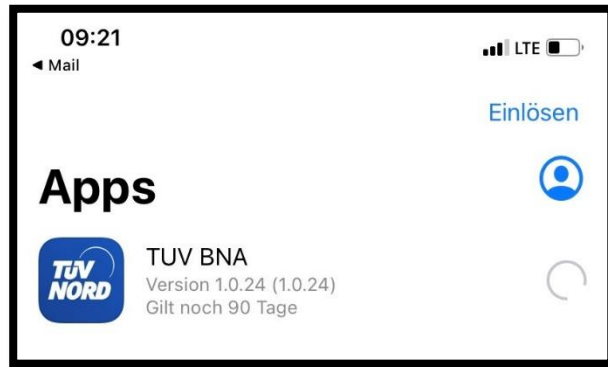 09:21
LTE
◀ Mail
Einlösen
Apps
TÜV
NORD
TUV BNA
Version 1.0.24 (1.0.24)
Gilt noch 90 Tage